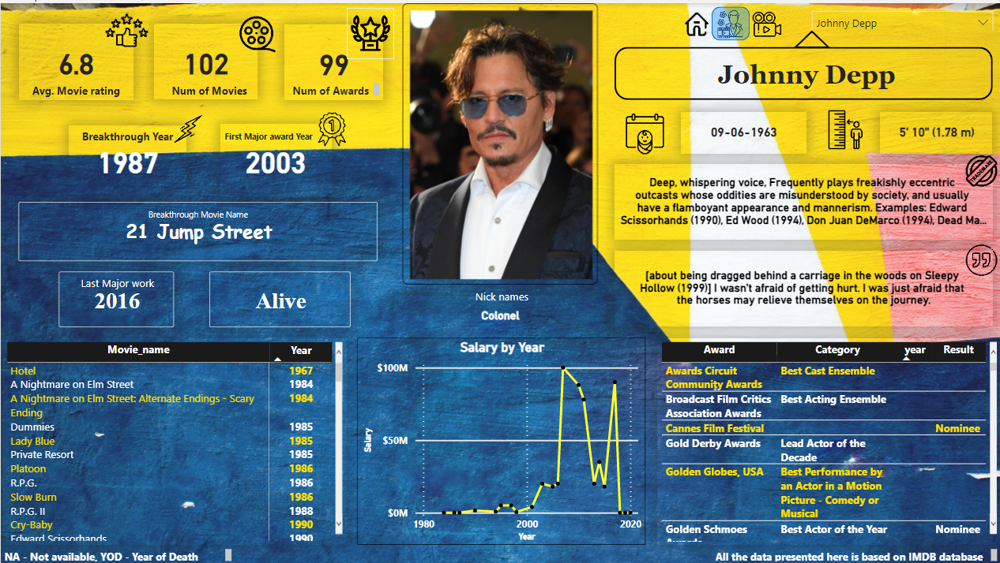 6.8
Avg. Movie rating
102
Num of Movies
99
Num of Awards
Breakthrough Year
1987
First Major award Year
1
2003
Breakthrough Movie Name
21 Jump Street
Last Major work
2016
Alive
Nick names
Colonel
Johnny Depp
Johnny Depp
09-06-1963
5' 10" (1.78 m)
TRADEMARK
Deep, whispering voice, Frequently plays freakishly eccentric
outcasts whose oddities are misunderstood by society, and usually
have a flamboyant appearance and mannerism. Examples: Edward
Scissorhands (1990), Ed Wood (1994), Don Juan DeMarco (1994), Dead Ma...
[about being dragged behind a carriage in the woods on Sleepy
Hollow (1999)] I wasn't afraid of getting hurt. I was just afraid that
the horses may relieve themselves on the journey.
Movie_name Year
Hotel 1967
A Nightmare on Elm Street 1984
A Nightmare on Elm Street: Alternate Endings - Scary 1984
Ending
Dummies 1985
Lady Blue 1985
Private Resort 1985
Platoon 1986
R.P.G. 1986
Slow Burn 1986
R.P.G. II 1988
Cry-Baby 1990
Edward Scissorhands 1990
Salary by Year
$100M
$50M
$0M
Salary
1980 2000 2020
Year
Award Category year Result
Awards Circuit Best Cast Ensemble
Community Awards
Broadcast Film Critics Best Acting Ensemble
Association Awards
Cannes Film Festival Nominee
Gold Derby Awards Lead Actor of the
Decade
Golden Globes, USA Best Performance by
an Actor in a Motion
Picture - Comedy or
Musical
Golden Schmoes Best Actor of the Year Nominee
Awards
NA - Not available, YOD - Year of Death
All the data presented here is based on IMDB database